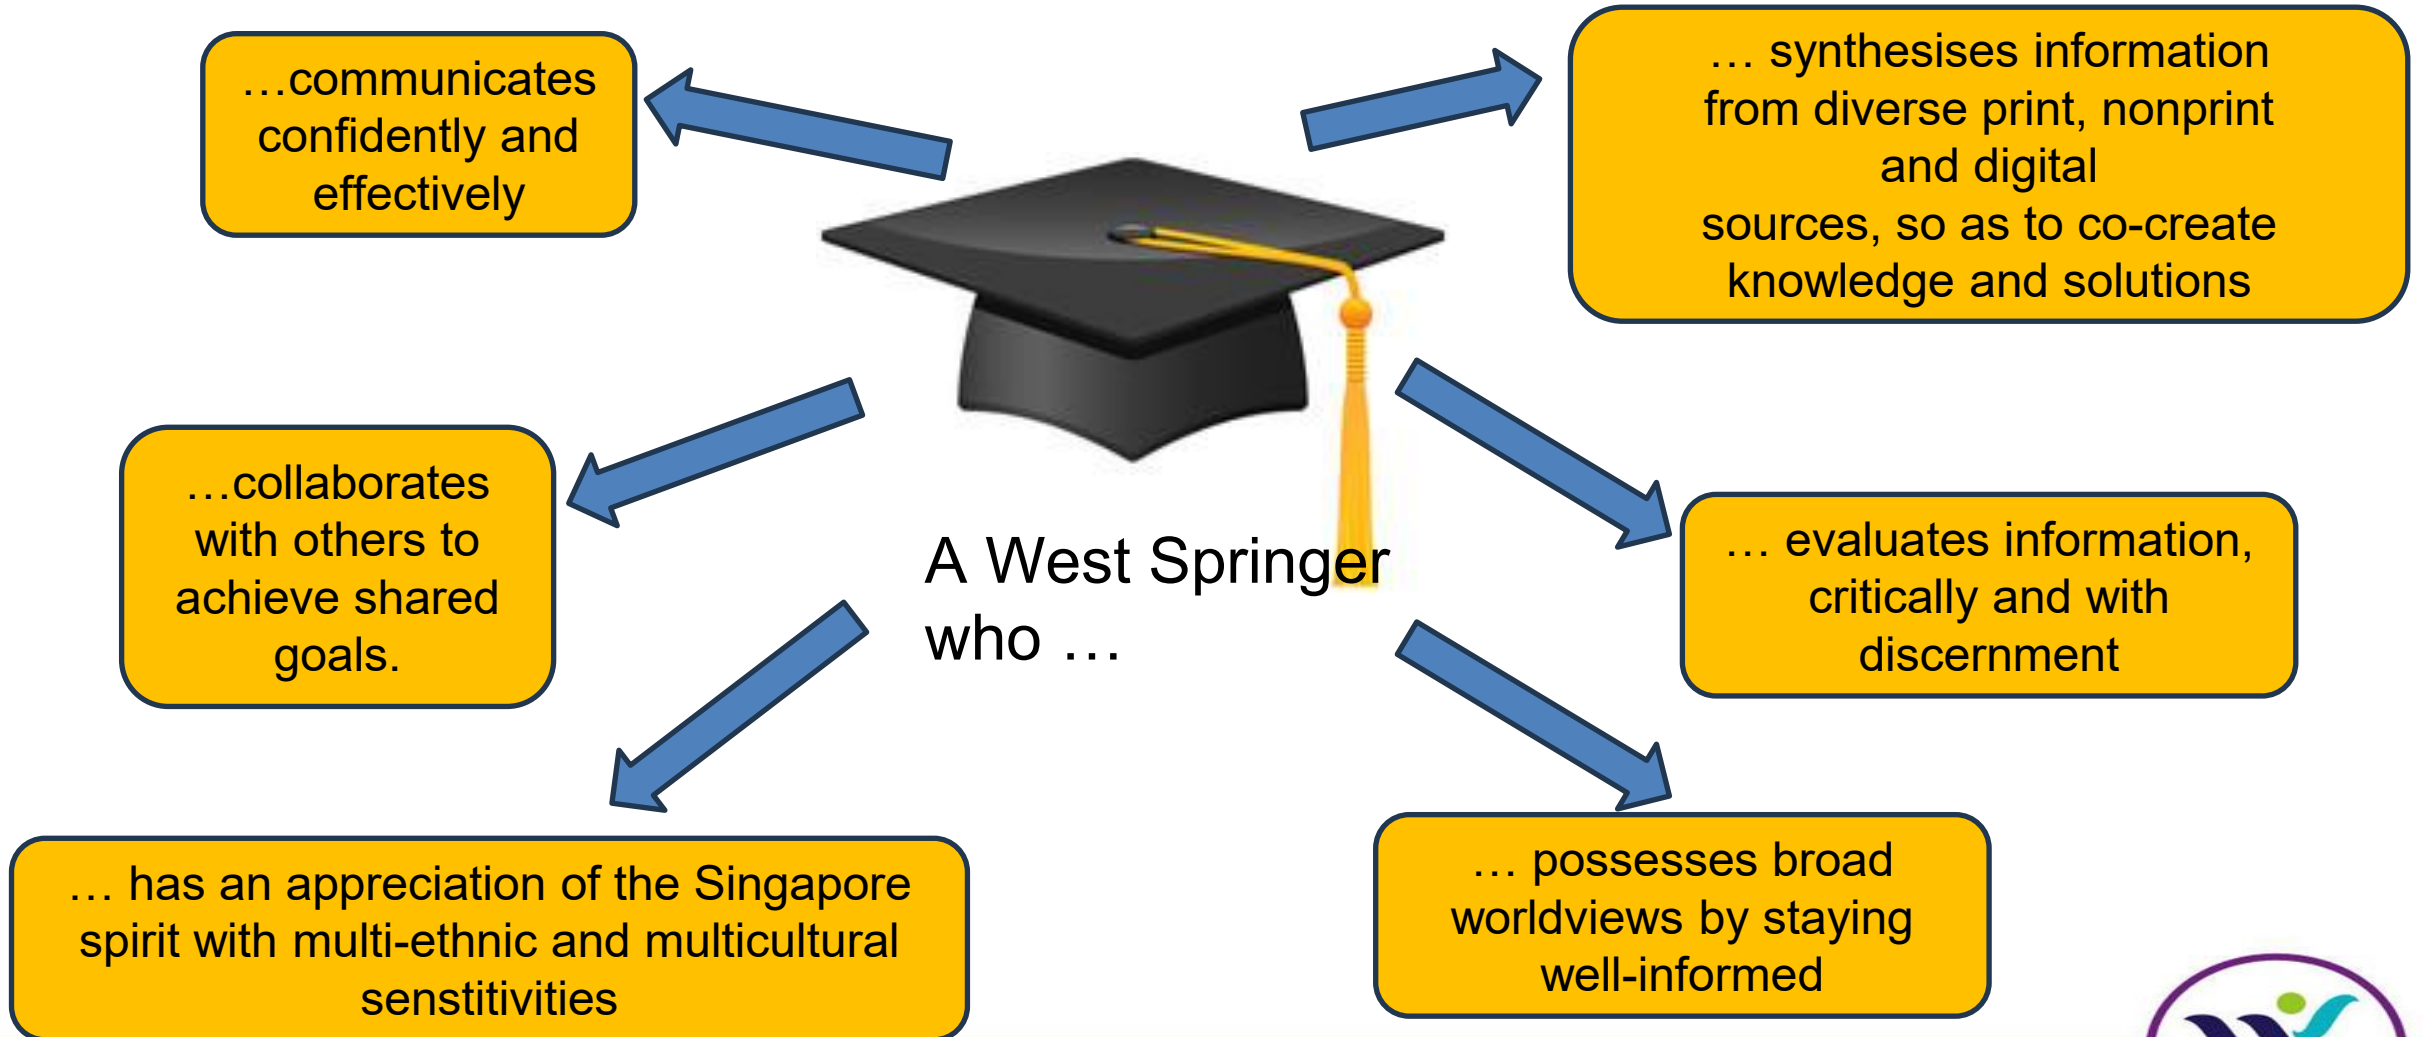 …communicates
confidently and
effectively
… synthesises information
from diverse print, nonprint
and digital
sources, so as to co-create
knowledge and solutions
…collaborates
with others to
achieve shared
goals.
A West Springer
who …
… evaluates information,
critically and with
discernment
… has an appreciation of the Singapore
spirit with multi-ethnic and multicultural
senstitivities
… possesses broad
worldviews by staying
well-informed